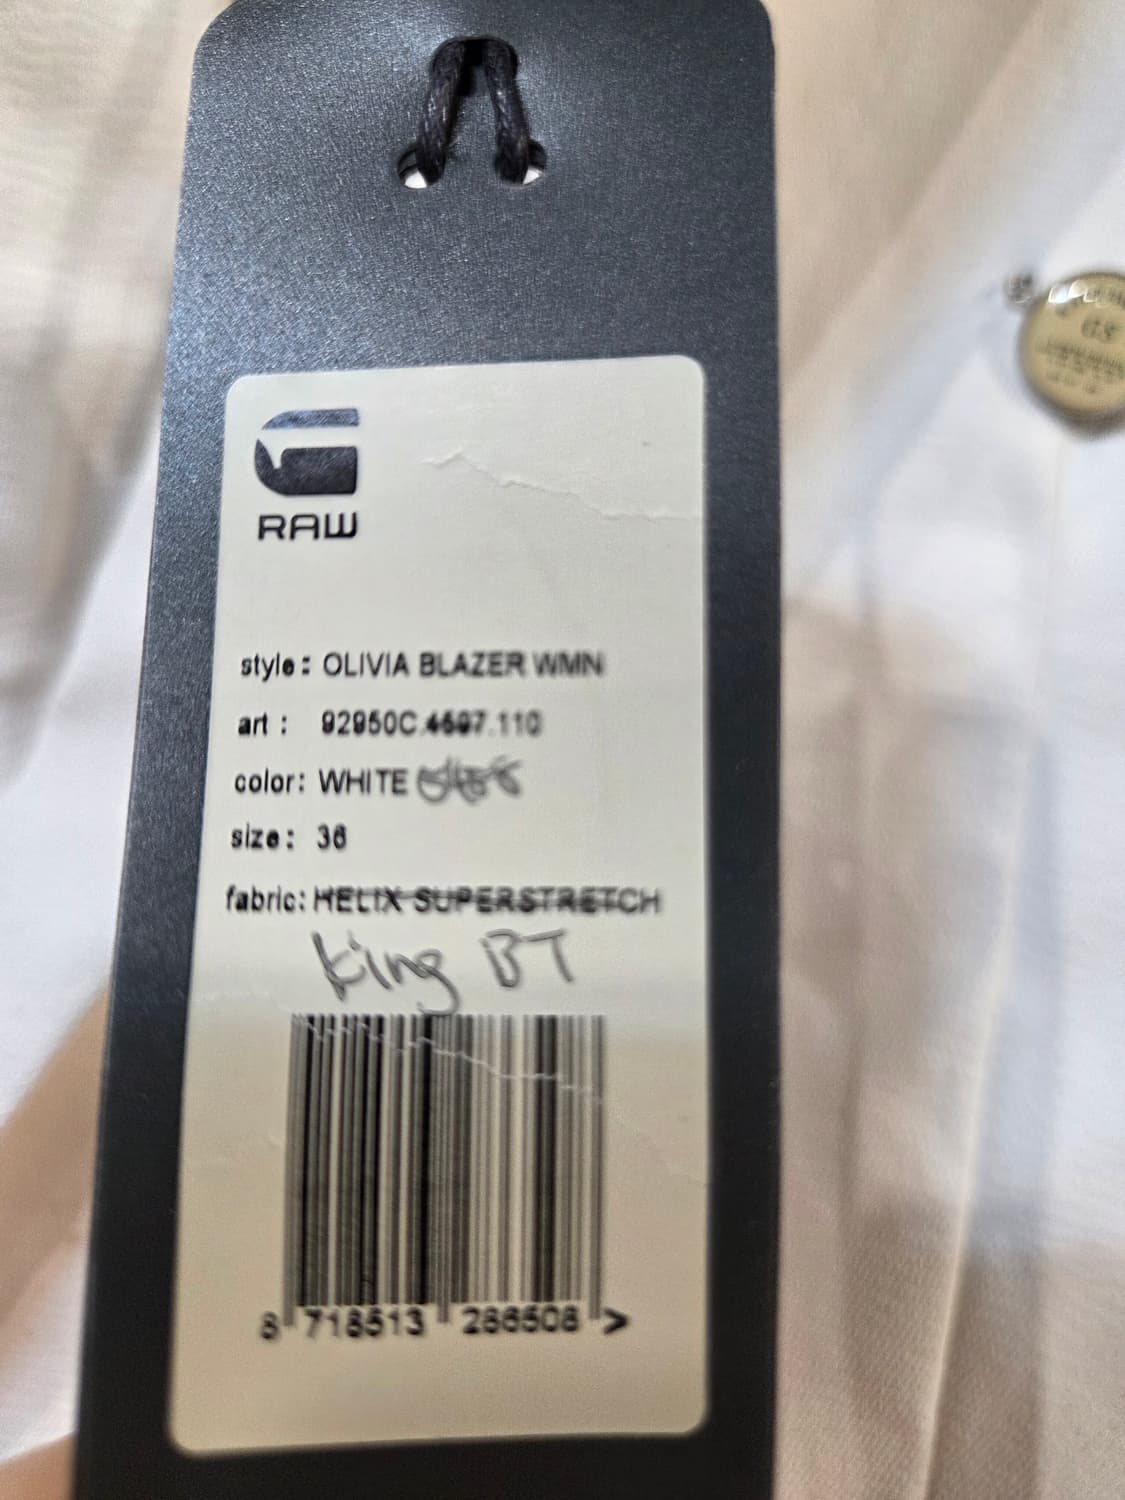 RAW
style: OLIVIA BLAZER WMN
art: 92950C.4597.110
color: WHITE
size: 36
fabric: HELIX SUPERSTRETCH
King BT
8 718513 286508 >